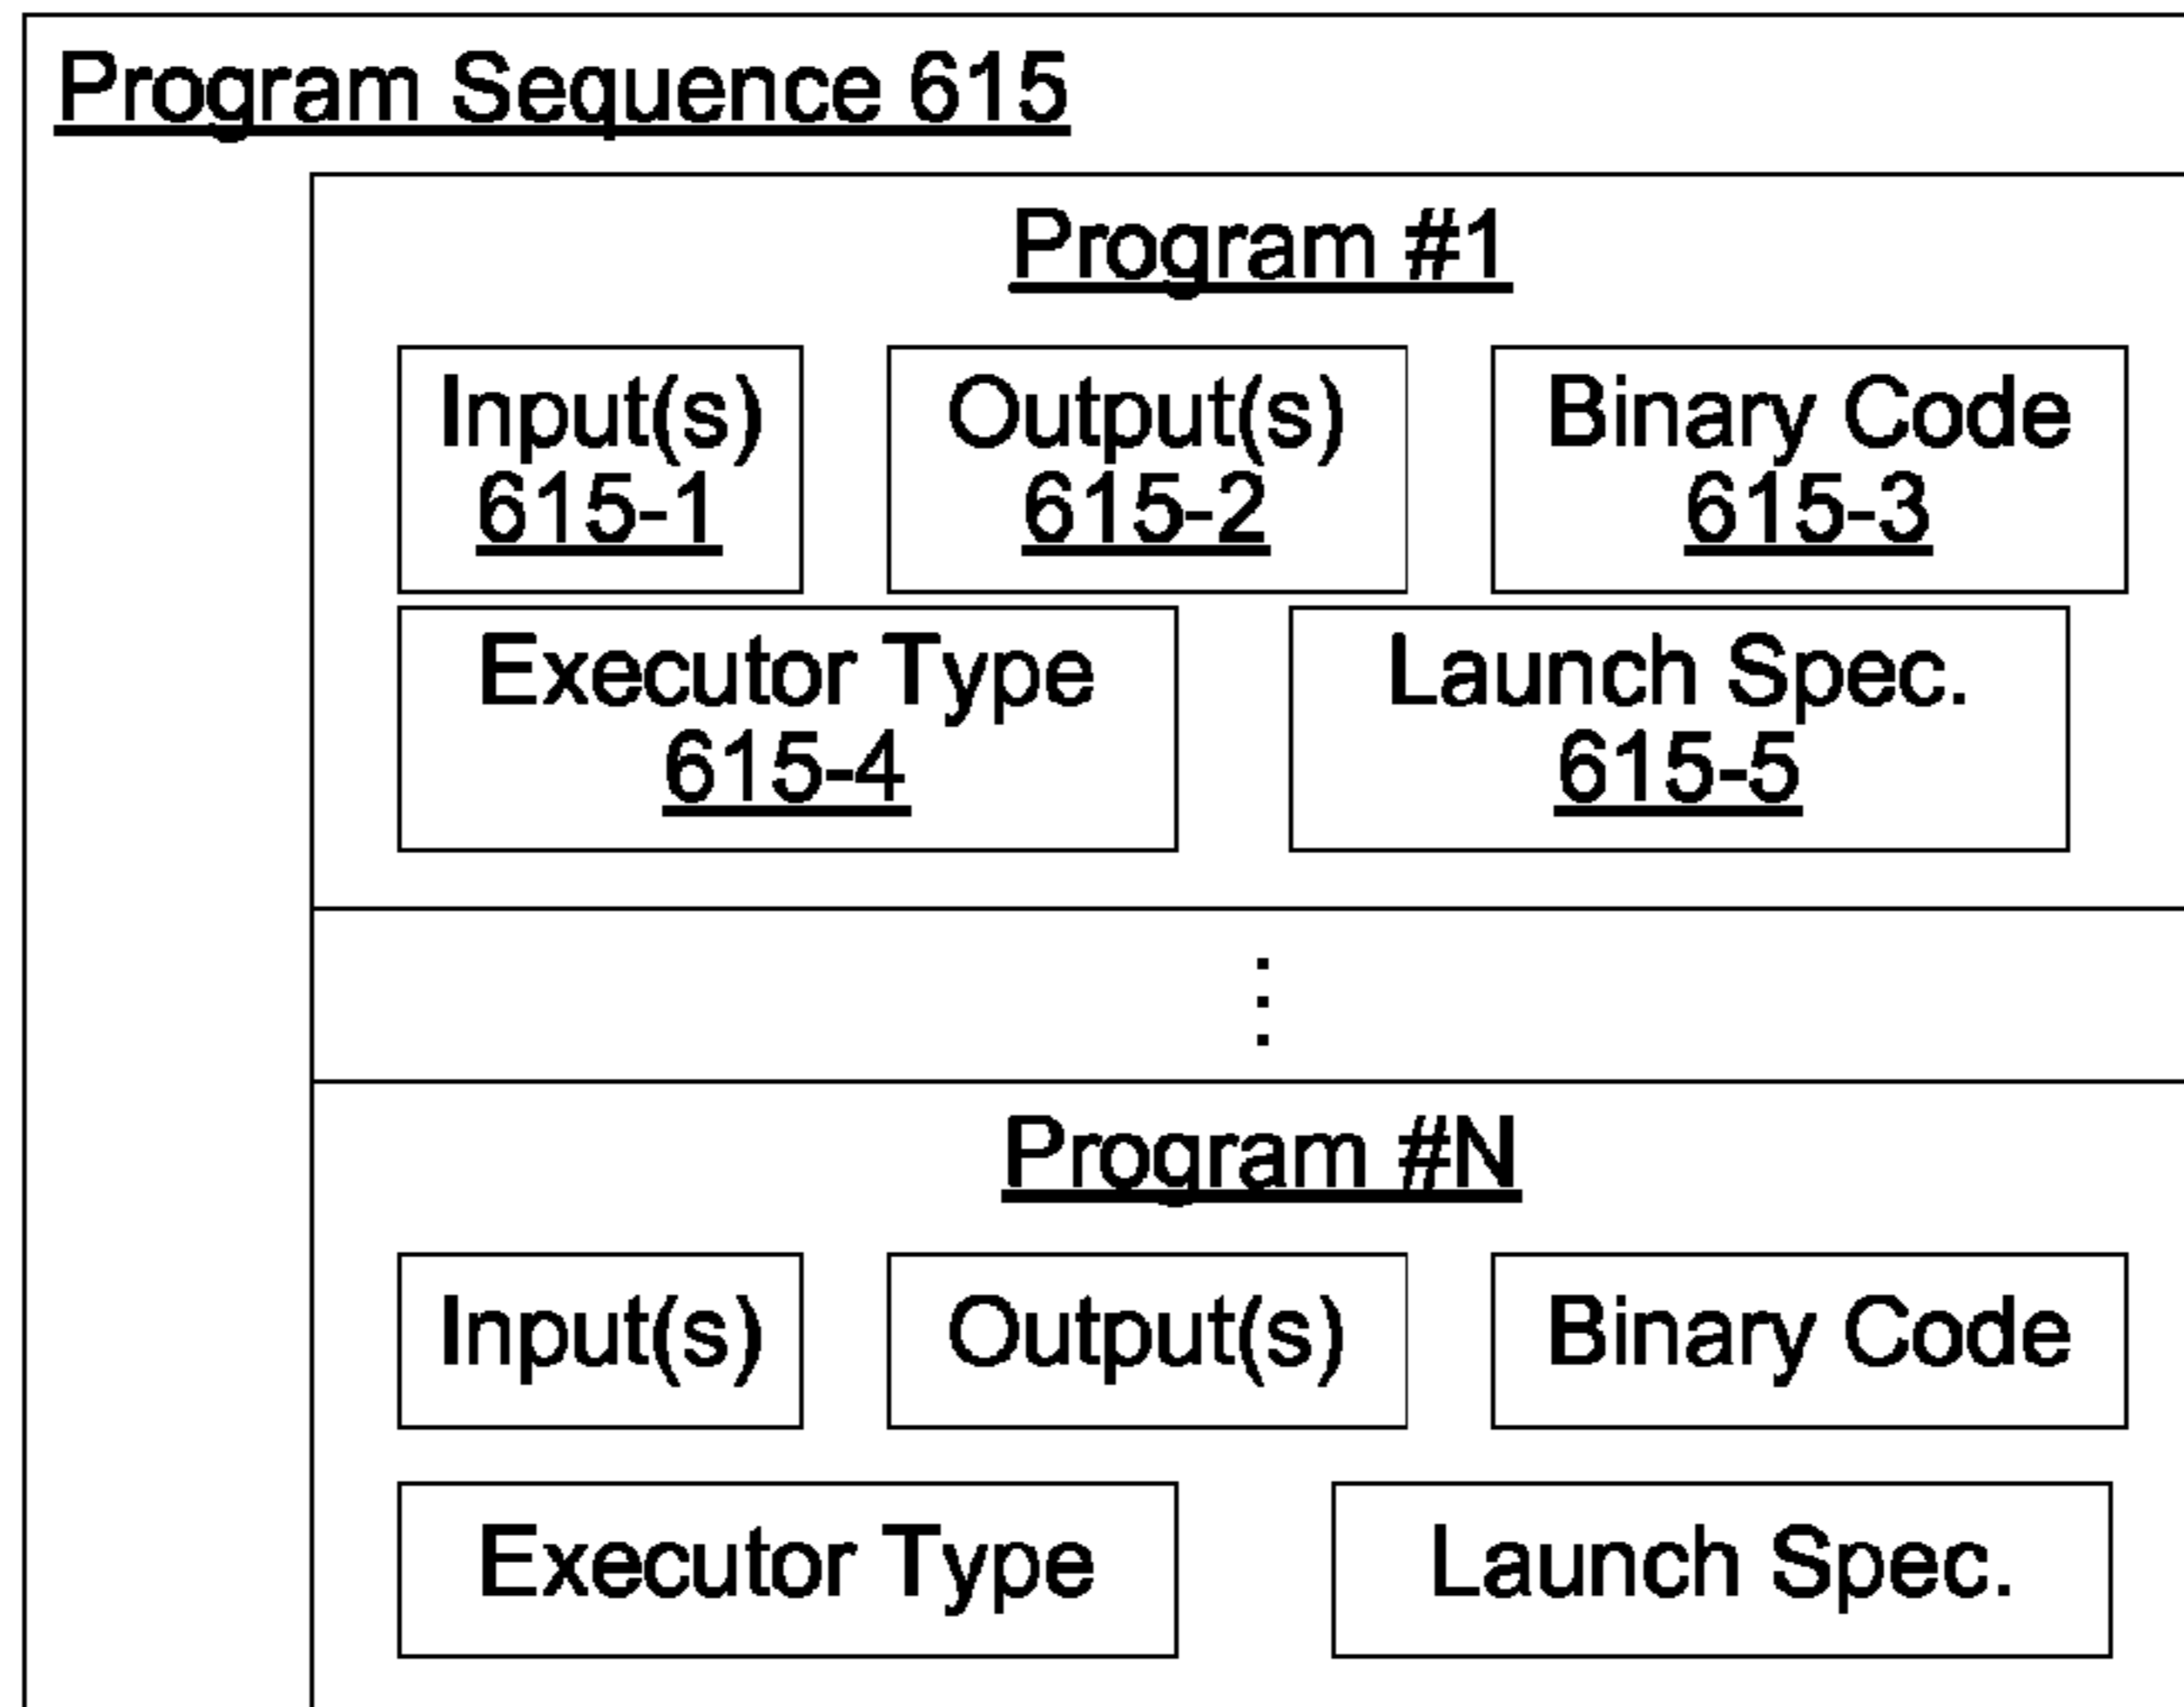 Program Sequence 615
Program #1
Input(s)
615-1
Output(s)
615-2
Binary Code
615-3
Executor Type
615-4
Launch Spec.
615-5
Program #N
Input(s)
Output(s)
Binary Code
Executor Type
Launch Spec.